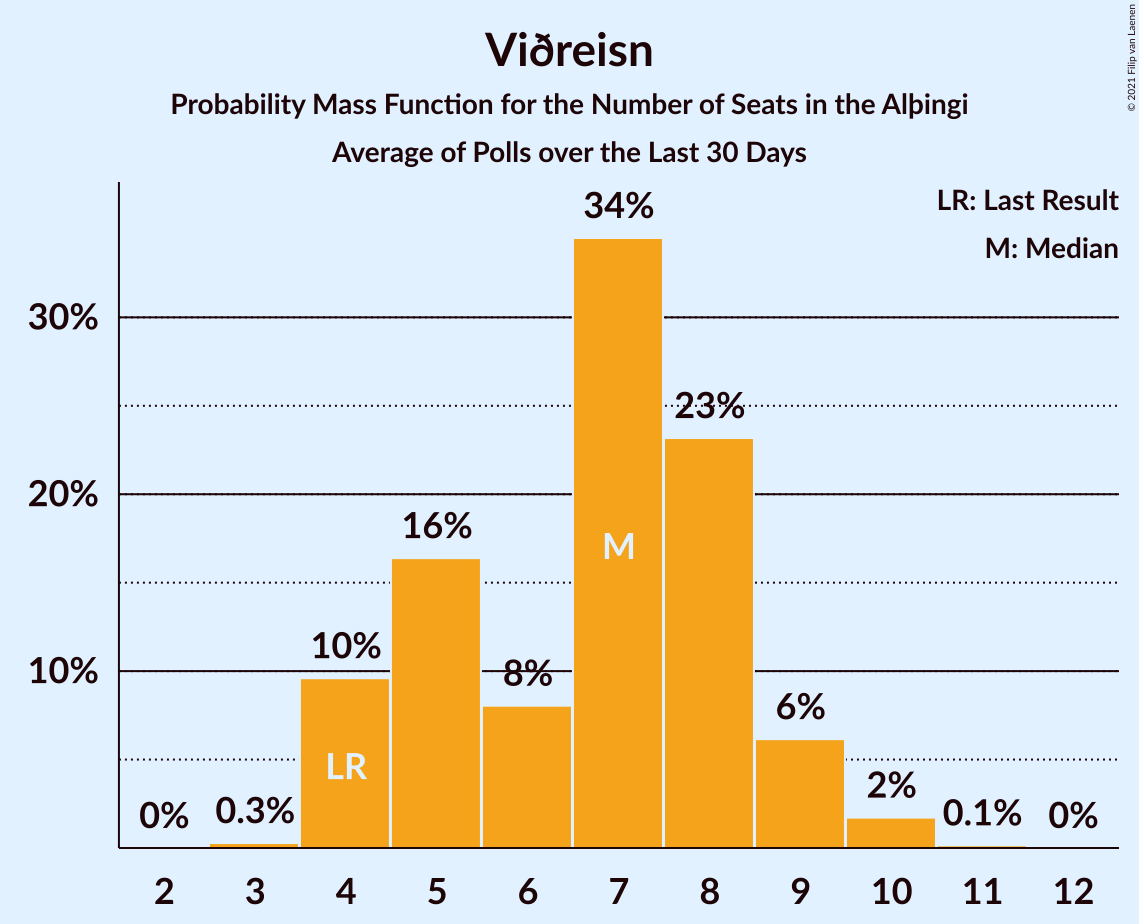 Viðreisn
Probability Mass Function for the Number of Seats in the Alþingi
Average of Polls over the Last 30 Days
© 2021 Filip van Laenen
LR: Last Result
M: Median
30%
20%
10%
0%
0.3%
10%
16%
8%
34%
23%
6%
2%
0.1%
0%
LR
M
2 3 4 5 6 7 8 9 10 11 12